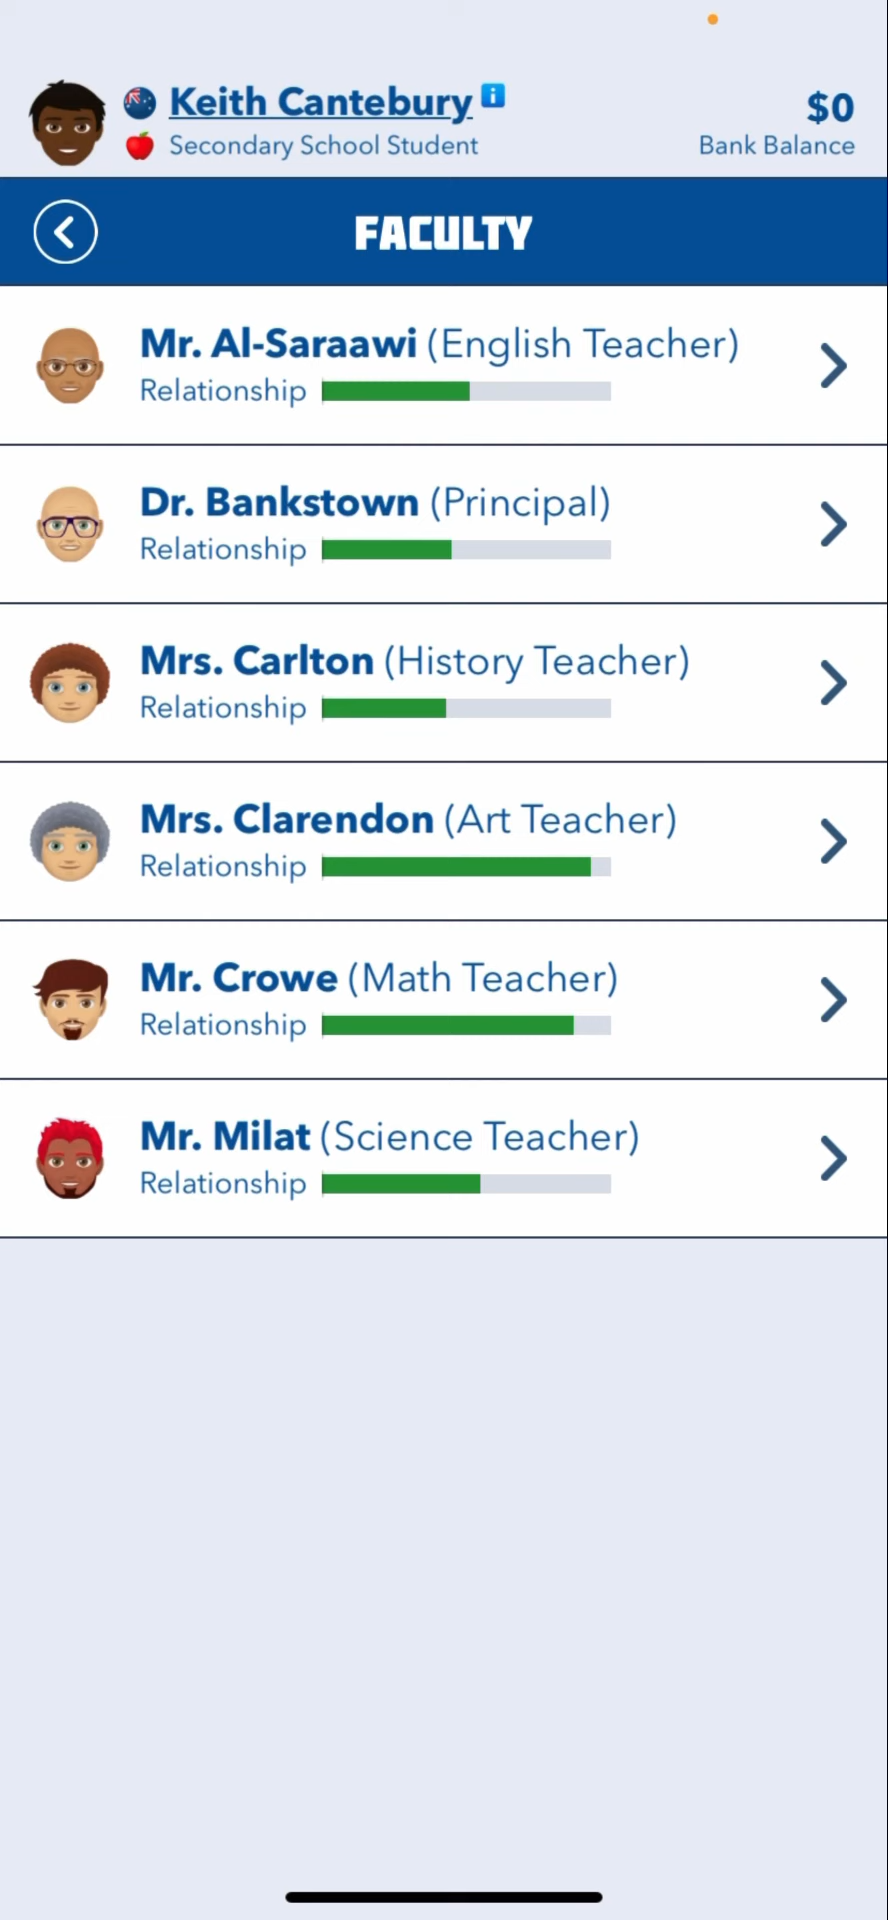 Keith Cantebury
Secondary School Student
$0
Bank Balance
FACULTY
Mr. Al-Saraawi (English Teacher)
Relationship
Dr. Bankstown (Principal)
Relationship
Mrs. Carlton (History Teacher)
Relationship
Mrs. Clarendon (Art Teacher)
Relationship
Mr. Crowe (Math Teacher)
Relationship
Mr. Milat (Science Teacher)
Relationship